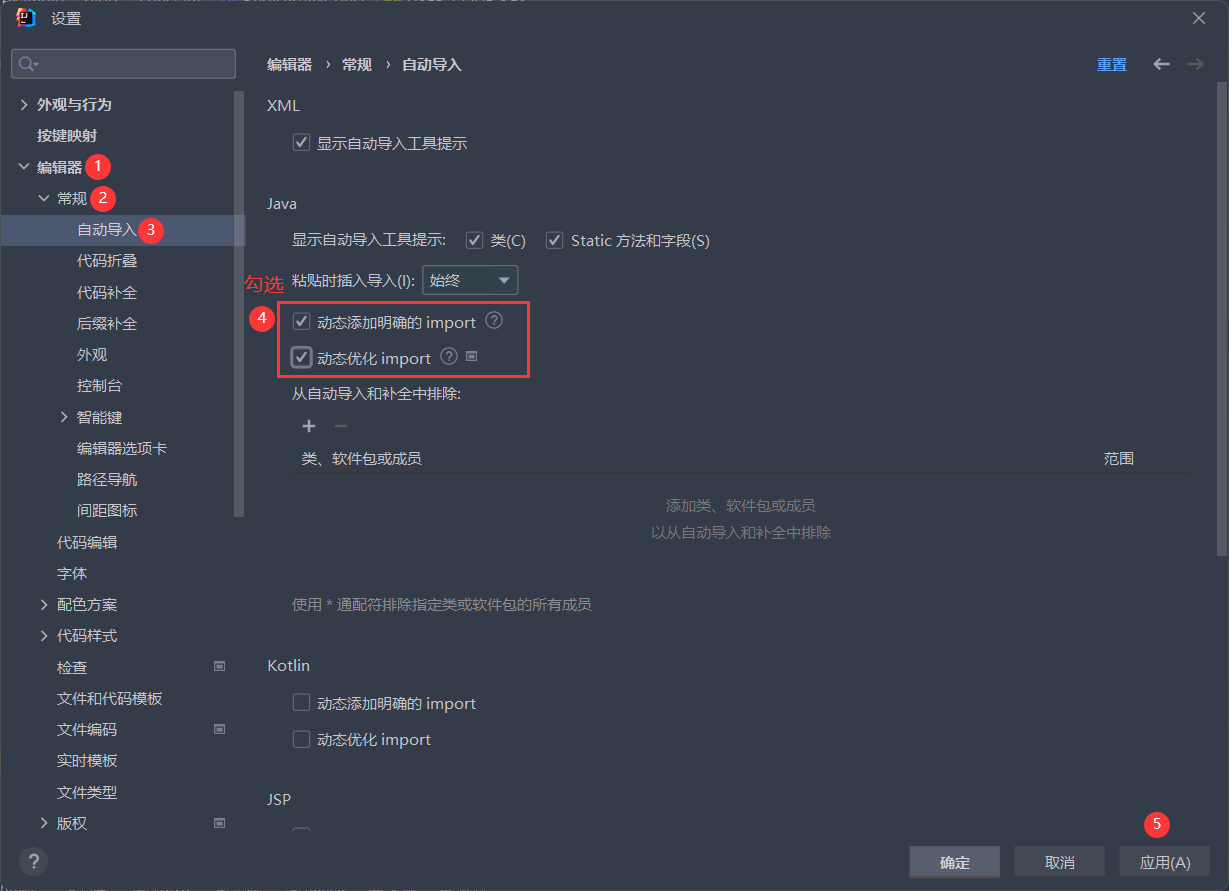 设置
编辑器 › 常规 › 自动导入
重置
外观与行为
按键映射
编辑器 1
常规 2
自动导入 3
代码折叠
代码补全
后缀补全
外观
控制台
智能键
编辑器选项卡
路径导航
间距图标
代码编辑
字体
配色方案
代码样式
检查
文件和代码模板
文件编码
实时模板
文件类型
版权
XML
显示自动导入工具提示
Java
显示自动导入工具提示: 类(C) Static 方法和字段(S)
粘贴时插入导入(I): 始终
勾选
4
动态添加明确的 import ?
动态优化 import ?
从自动导入和补全中排除:
+ −
类、软件包或成员 范围
添加类、软件包或成员
以从自动导入和补全中排除
使用 * 通配符排除指定类或软件包的所有成员
Kotlin
动态添加明确的 import
动态优化 import
JSP
5
?
确定 取消 应用(A)